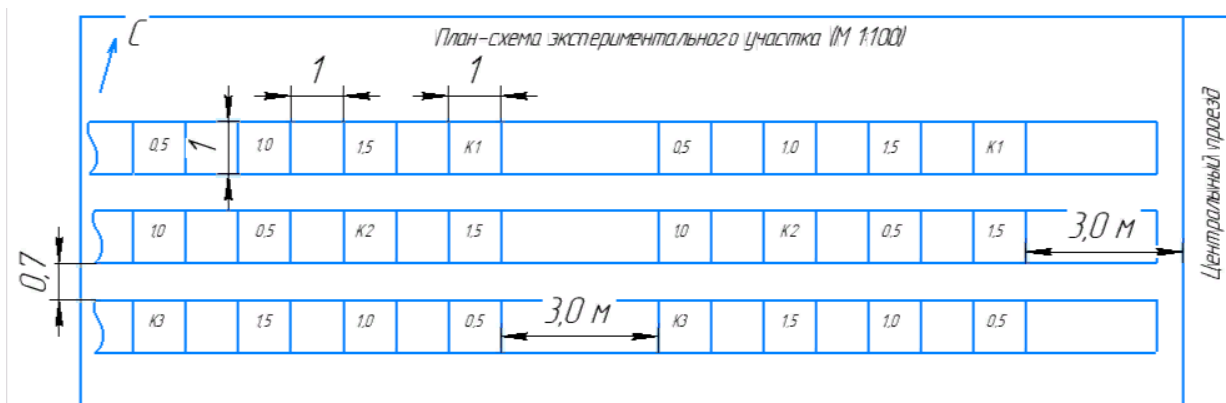 С
План-схема экспериментального участка (М 1:100)
1 1
0,5 1 1,0 1,5 К1 0,5 1,0 1,5 К1
1,0 0,5 К2 1,5 1,0 К2 0,5 1,5 3,0 м
0,7
К3 1,5 1,0 0,5 3,0 м К3 1,5 1,0 0,5
Центральный проезд